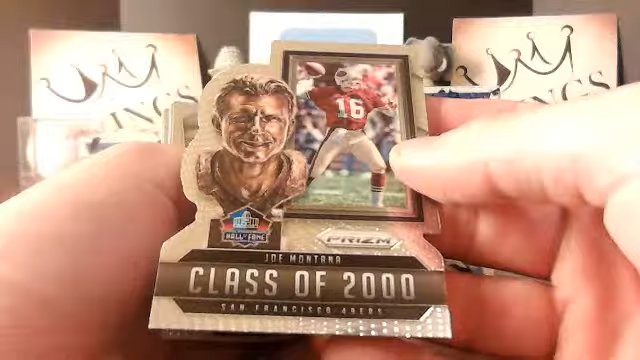 16
HALL OF FAME
PRIZM
JOE MONTANA
CLASS OF 2000
SAN FRANCISCO 49ERS